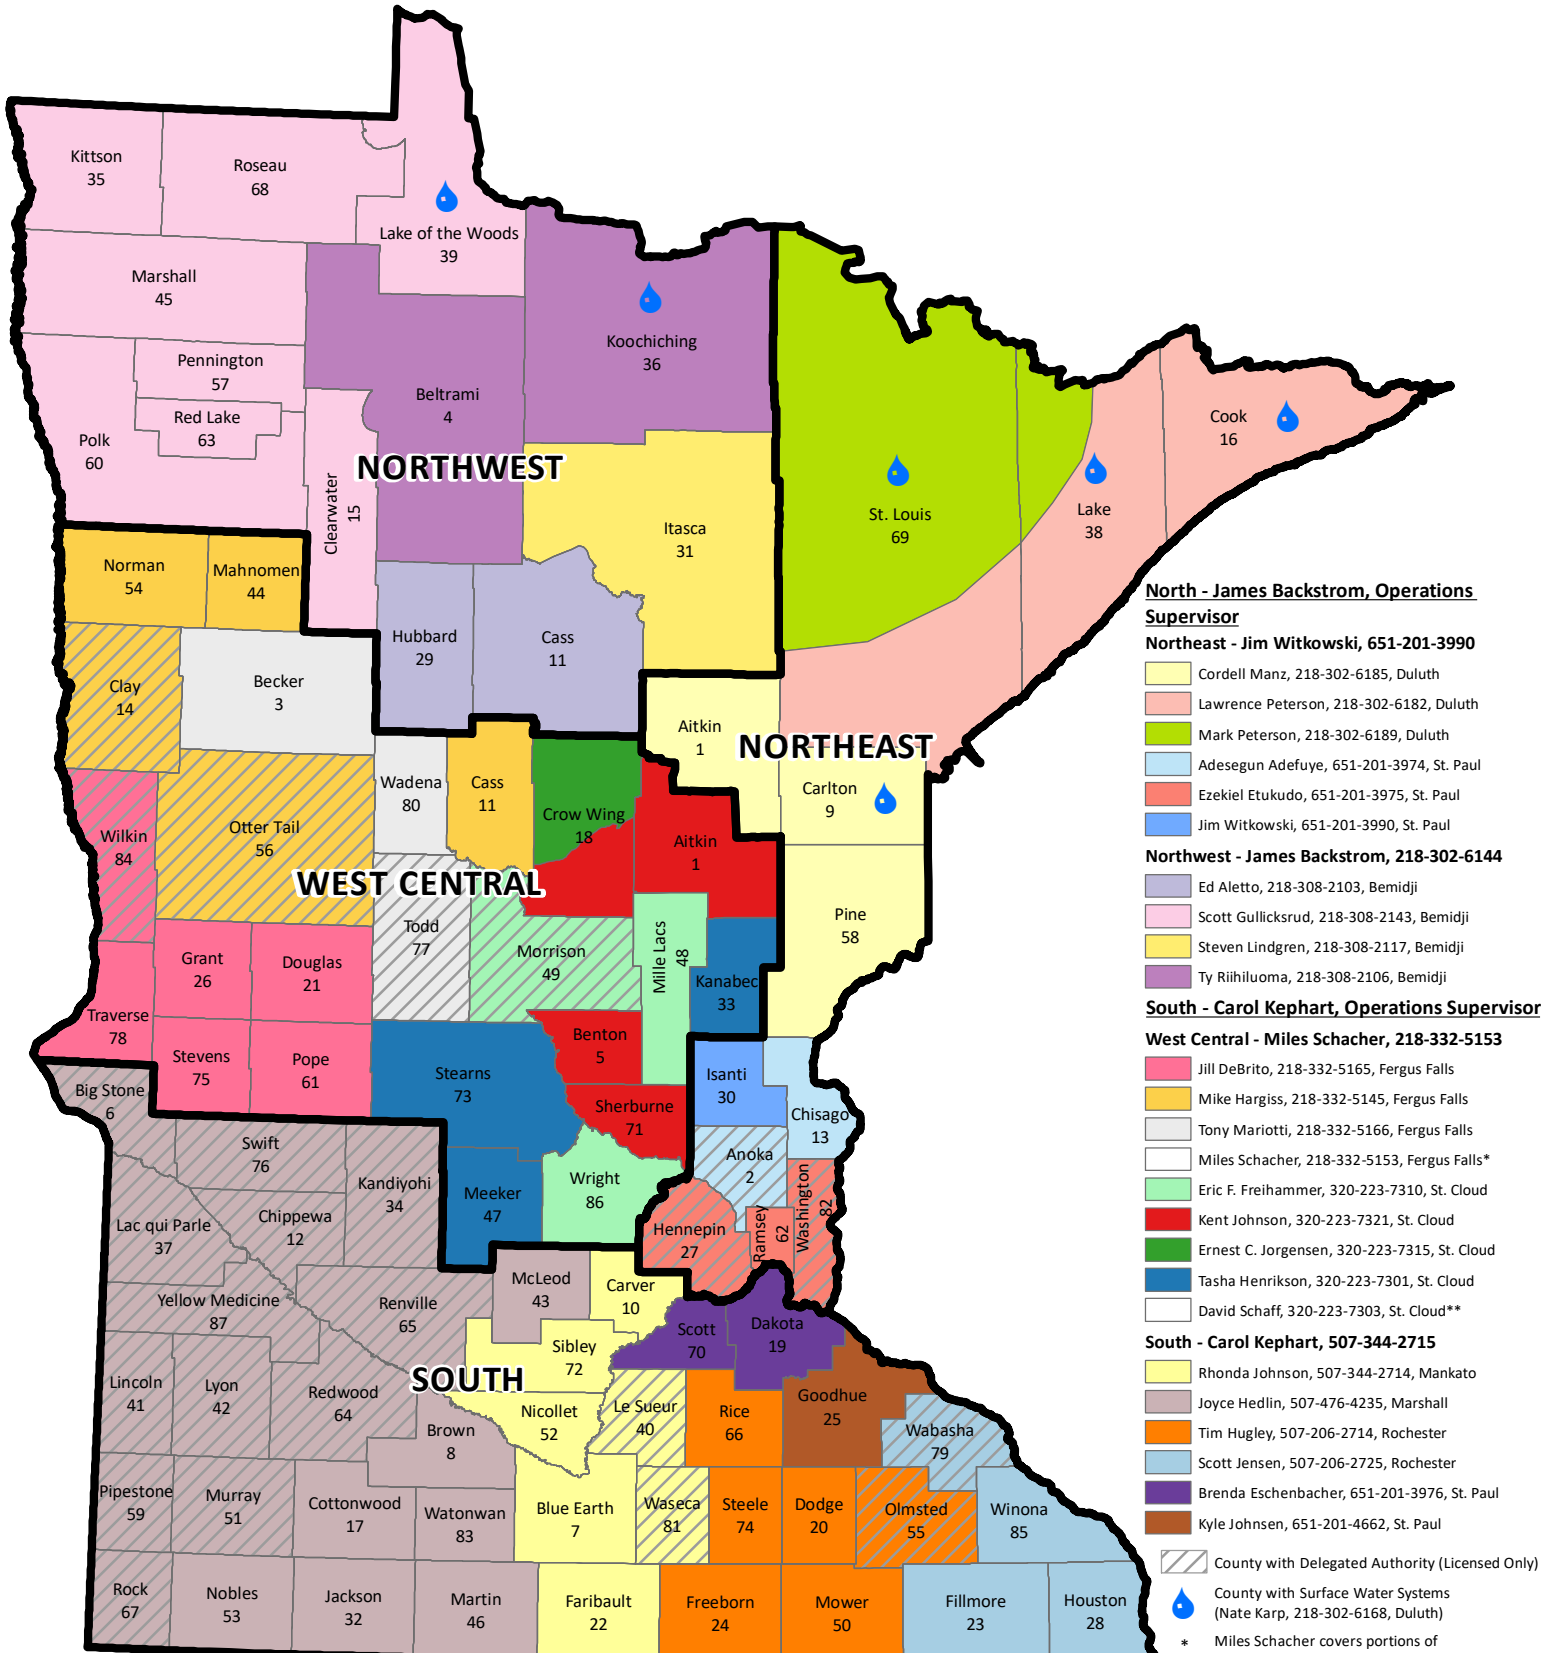 Kittson
35
Roseau
68
Lake of the Woods
39
Marshall
45
Koochiching
36
Pennington
57
Red Lake
63
Polk
60
Beltrami
4
Clearwater
15
NORTHWEST
Itasca
31
St. Louis
69
Lake
38
Cook
16
Norman
54
Mahnomen
44
Hubbard
29
Cass
11
Clay
14
Becker
3
Aitkin
1
NORTHEAST
Carlton
9
Wadena
80
Cass
11
Crow Wing
18
Aitkin
1
Wilkin
84
Otter Tail
56
WEST CENTRAL
Todd
77
Morrison
49
Mille Lacs
48
Kanabec
33
Pine
58
Grant
26
Douglas
21
Traverse
78
Stevens
75
Pope
61
Stearns
73
Benton
5
Sherburne
71
Isanti
30
Chisago
13
Big Stone
6
Swift
76
Kandiyohi
34
Meeker
47
Wright
86
Anoka
2
Hennepin
27
Ramsey
62
Washington
82
Lac qui Parle
37
Chippewa
12
Yellow Medicine
87
Renville
65
McLeod
43
Carver
10
Scott
70
Dakota
19
Sibley
72
SOUTH
Lincoln
41
Lyon
42
Redwood
64
Brown
8
Nicollet
52
Le Sueur
40
Rice
66
Goodhue
25
Wabasha
79
Pipestone
59
Murray
51
Cottonwood
17
Watonwan
83
Blue Earth
7
Waseca
81
Steele
74
Dodge
20
Olmsted
55
Winona
85
Rock
67
Nobles
53
Jackson
32
Martin
46
Faribault
22
Freeborn
24
Mower
50
Fillmore
23
Houston
28
North - James Backstrom, Operations
Supervisor
Northeast - Jim Witkowski, 651-201-3990
Cordell Manz, 218-302-6185, Duluth
Lawrence Peterson, 218-302-6182, Duluth
Mark Peterson, 218-302-6189, Duluth
Adesegun Adefuye, 651-201-3974, St. Paul
Ezekiel Etukudo, 651-201-3975, St. Paul
Jim Witkowski, 651-201-3990, St. Paul
Northwest - James Backstrom, 218-302-6144
Ed Aletto, 218-308-2103, Bemidji
Scott Gullicksrud, 218-308-2143, Bemidji
Steven Lindgren, 218-308-2117, Bemidji
Ty Riihiluoma, 218-308-2106, Bemidji
South - Carol Kephart, Operations Supervisor
West Central - Miles Schacher, 218-332-5153
Jill DeBrito, 218-332-5165, Fergus Falls
Mike Hargiss, 218-332-5145, Fergus Falls
Tony Mariotti, 218-332-5166, Fergus Falls
Miles Schacher, 218-332-5153, Fergus Falls*
Eric F. Freihammer, 320-223-7310, St. Cloud
Kent Johnson, 320-223-7321, St. Cloud
Ernest C. Jorgensen, 320-223-7315, St. Cloud
Tasha Henrikson, 320-223-7301, St. Cloud
David Schaff, 320-223-7303, St. Cloud**
South - Carol Kephart, 507-344-2715
Rhonda Johnson, 507-344-2714, Mankato
Joyce Hedlin, 507-476-4235, Marshall
Tim Hugley, 507-206-2714, Rochester
Scott Jensen, 507-206-2725, Rochester
Brenda Eschenbacher, 651-201-3976, St. Paul
Kyle Johnsen, 651-201-4662, St. Paul
County with Delegated Authority (Licensed Only)
County with Surface Water Systems
(Nate Karp, 218-302-6168, Duluth)
* Miles Schacher covers portions of